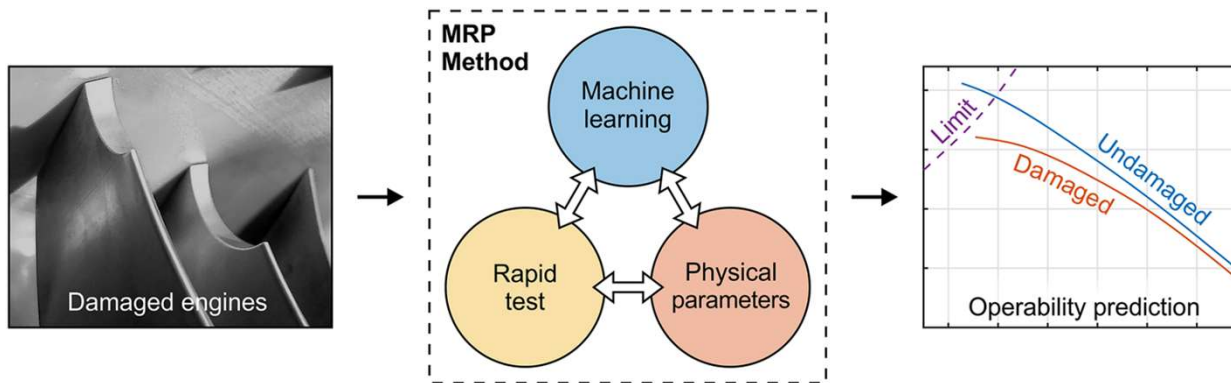 Damaged engines
MRP
Method
Machine
learning
Rapid
test
Physical
parameters
Limit
Undamaged
Damaged
Operability prediction